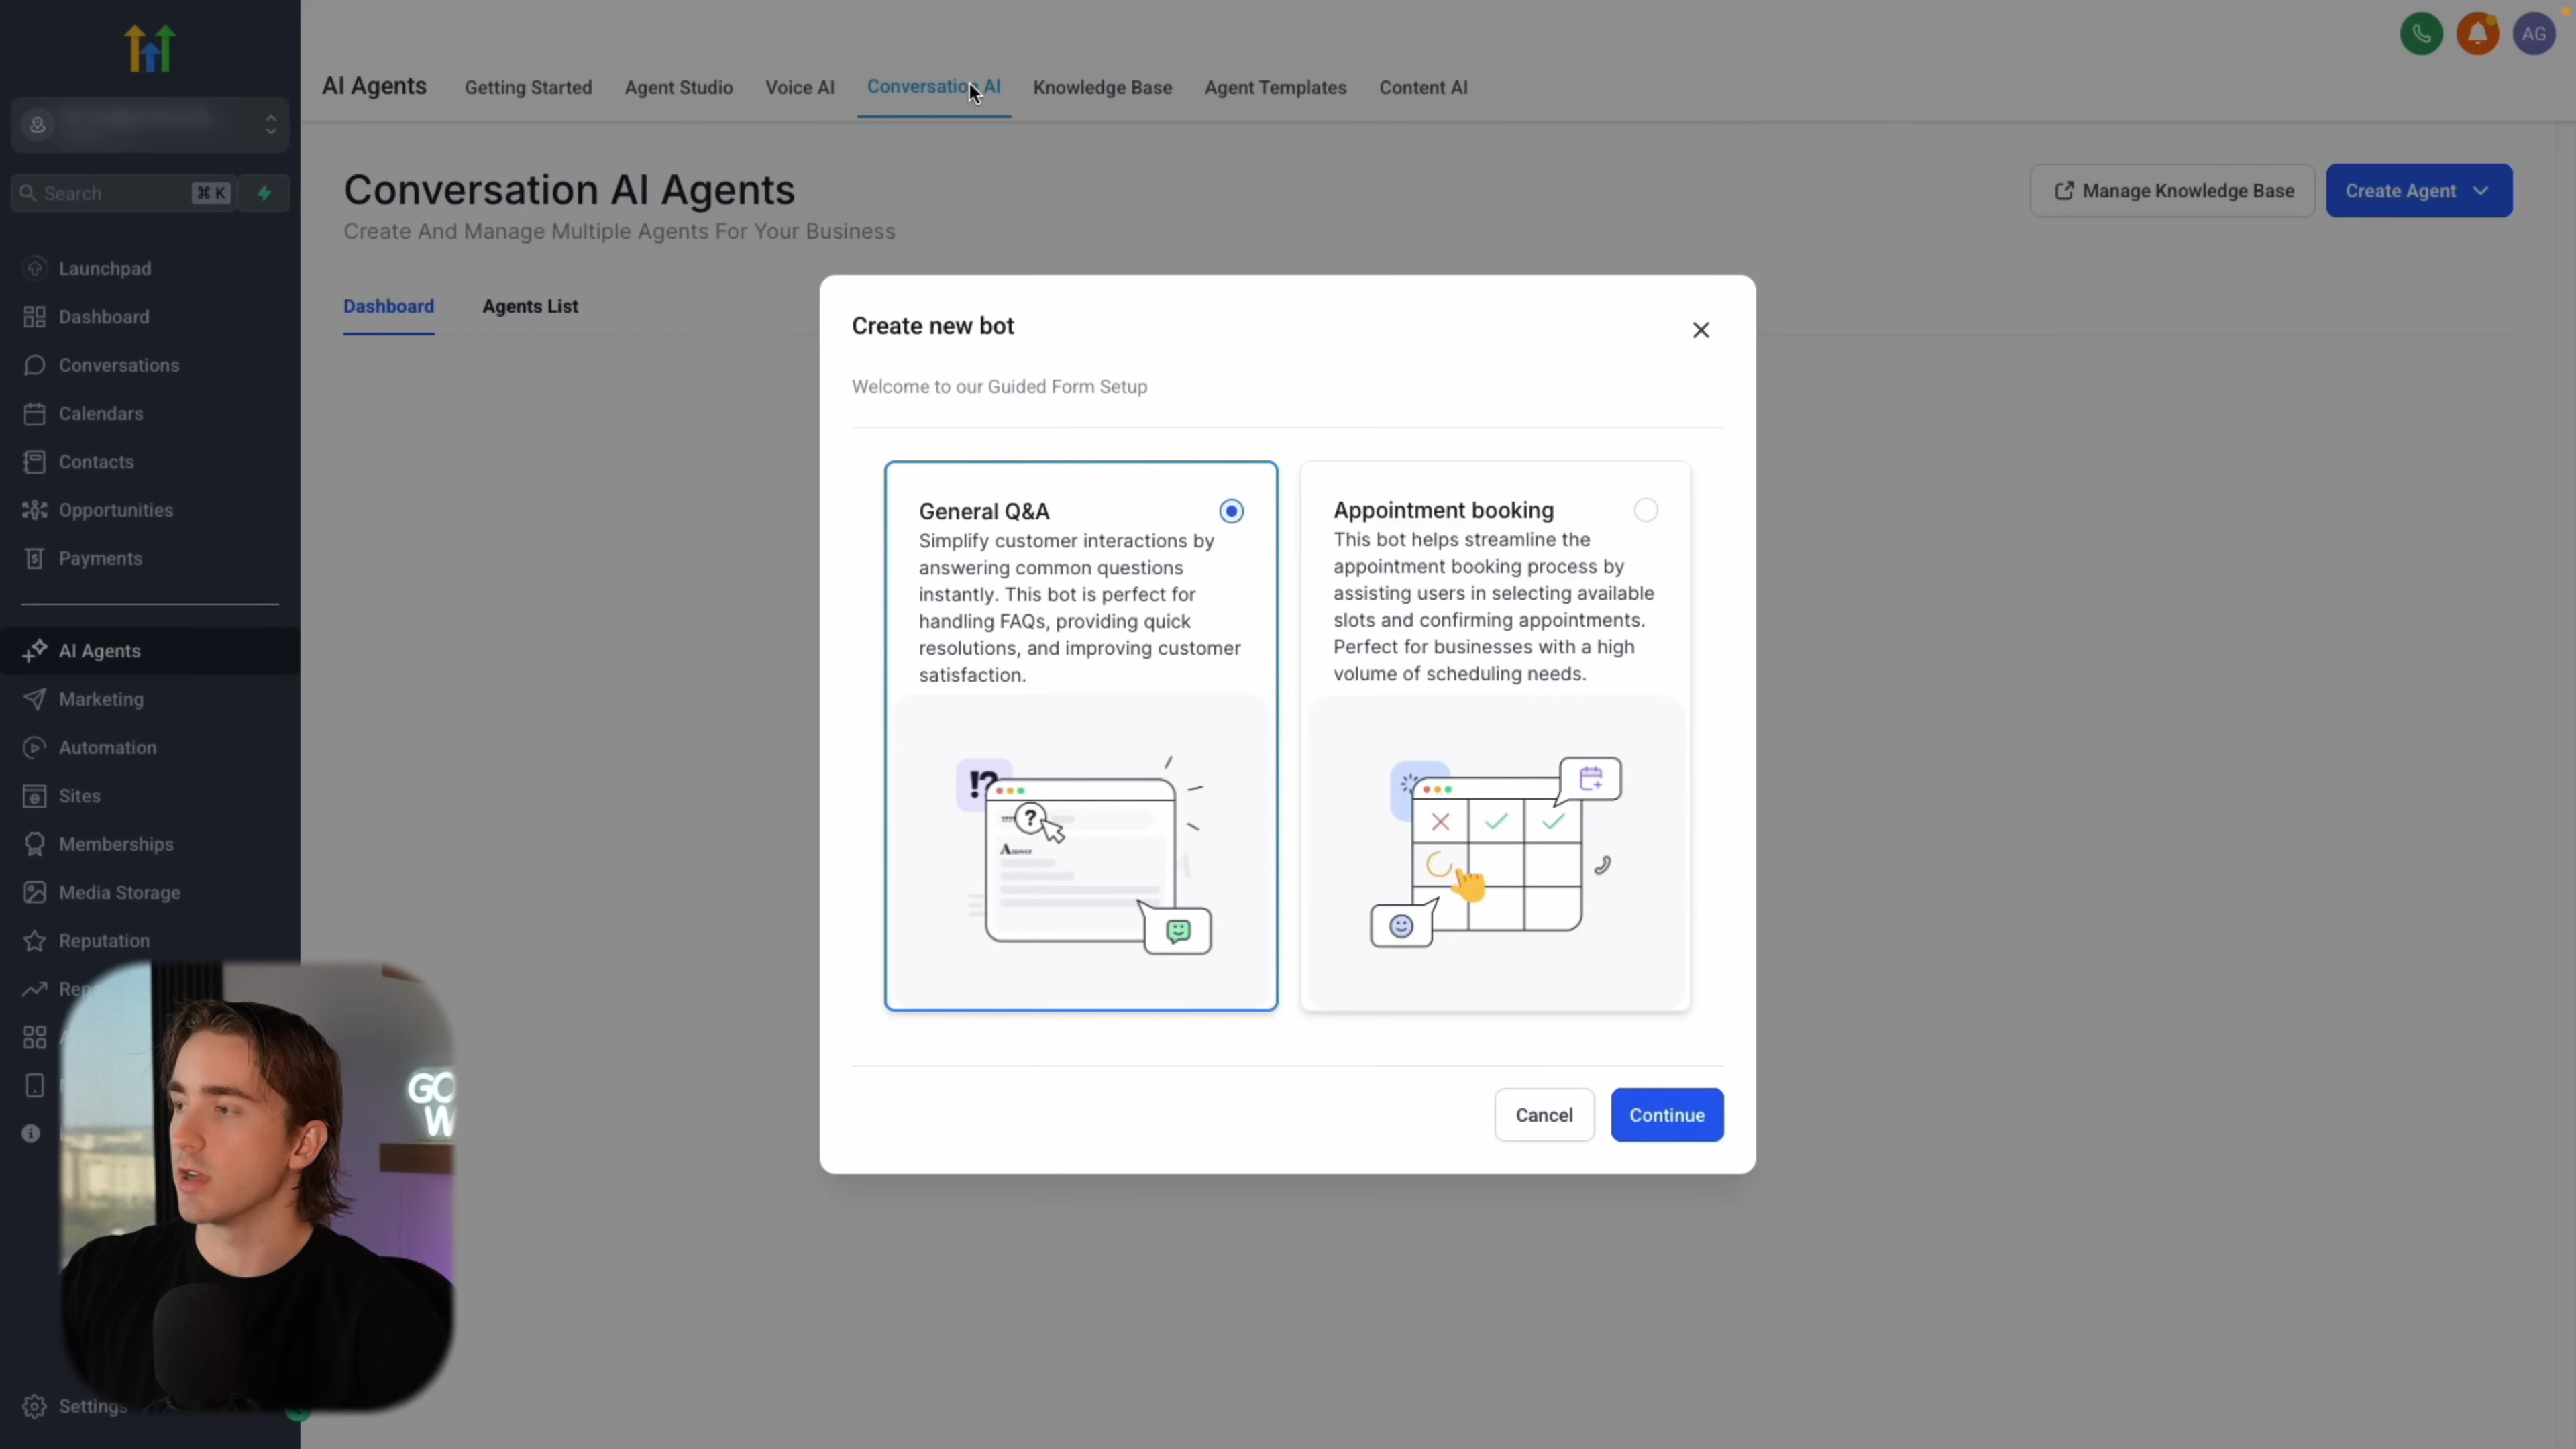 AG
AI Agents
Getting Started
Agent Studio
Voice AI
Conversation AI
Knowledge Base
Agent Templates
Content AI
Search
⌘ K
Launchpad
Dashboard
Conversations
Calendars
Contacts
Opportunities
Payments
AI Agents
Marketing
Automation
Sites
Memberships
Media Storage
Reputation
Rep
Settings
Conversation AI Agents
Create And Manage Multiple Agents For Your Business
Manage Knowledge Base
Create Agent
Dashboard
Agents List
Create new bot
Welcome to our Guided Form Setup
General Q&A
Simplify customer interactions by
answering common questions
instantly. This bot is perfect for
handling FAQs, providing quick
resolutions, and improving customer
satisfaction.
!?
?
Answer
Appointment booking
This bot helps streamline the
appointment booking process by
assisting users in selecting available
slots and confirming appointments.
Perfect for businesses with a high
volume of scheduling needs.
Cancel
Continue
GO
W